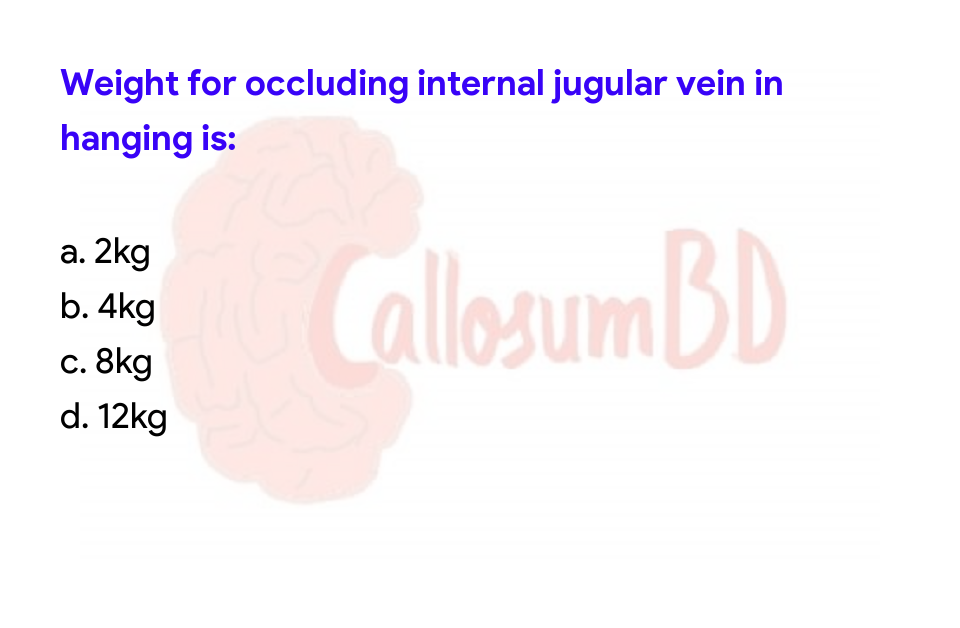 Weight for occluding internal jugular vein in
hanging is:
a. 2kg
b. 4kg
c. 8kg
d. 12kg
CallosumBD